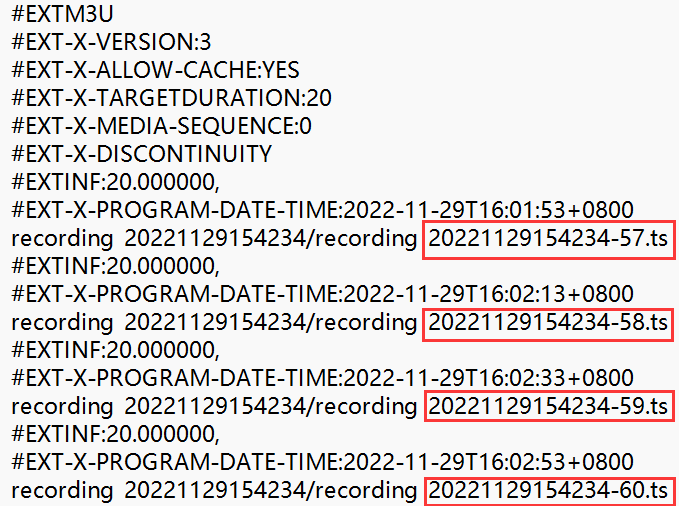 #EXTM3U
#EXT-X-VERSION:3
#EXT-X-ALLOW-CACHE:YES
#EXT-X-TARGETDURATION:20
#EXT-X-MEDIA-SEQUENCE:0
#EXT-X-DISCONTINUITY
#EXTINF:20.000000,
#EXT-X-PROGRAM-DATE-TIME:2022-11-29T16:01:53+0800
recording 20221129154234/recording 20221129154234-57.ts
#EXTINF:20.000000,
#EXT-X-PROGRAM-DATE-TIME:2022-11-29T16:02:13+0800
recording 20221129154234/recording 20221129154234-58.ts
#EXTINF:20.000000,
#EXT-X-PROGRAM-DATE-TIME:2022-11-29T16:02:33+0800
recording 20221129154234/recording 20221129154234-59.ts
#EXTINF:20.000000,
#EXT-X-PROGRAM-DATE-TIME:2022-11-29T16:02:53+0800
recording 20221129154234/recording 20221129154234-60.ts